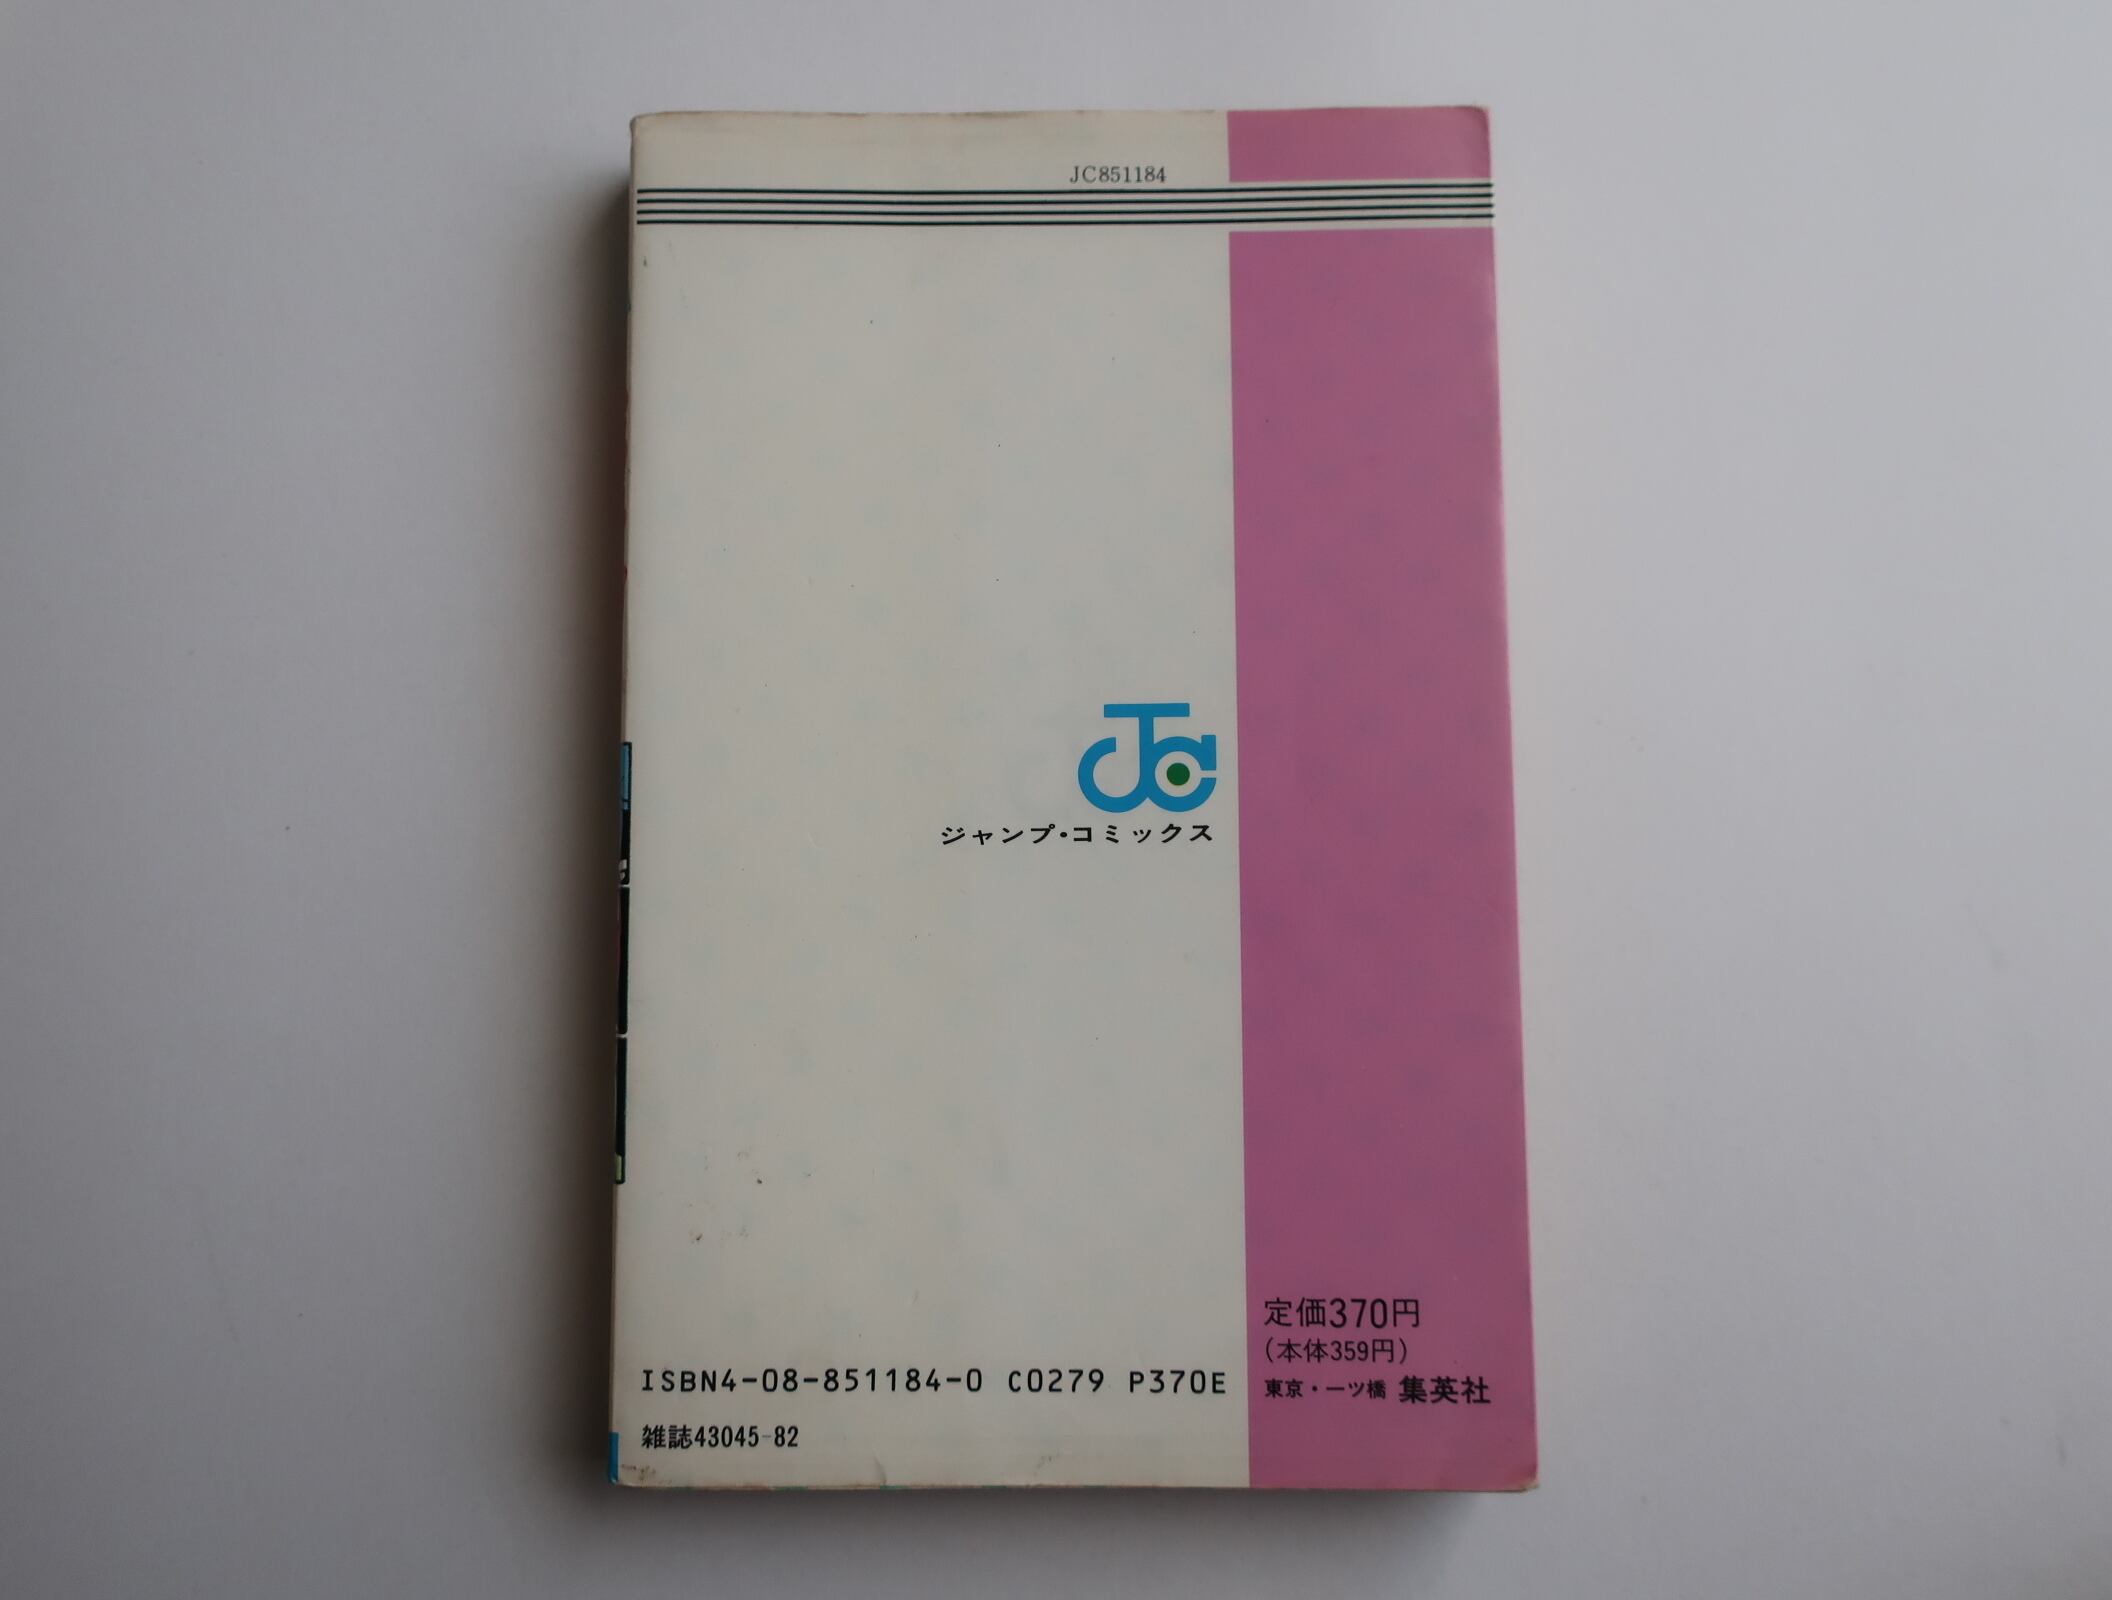 JC851184
JC
ジャンプ・コミックス
定価370円
(本体359円)
東京・一ツ橋 集英社
ISBN4-08-851184-0 C0279 P370E
雑誌43045-82